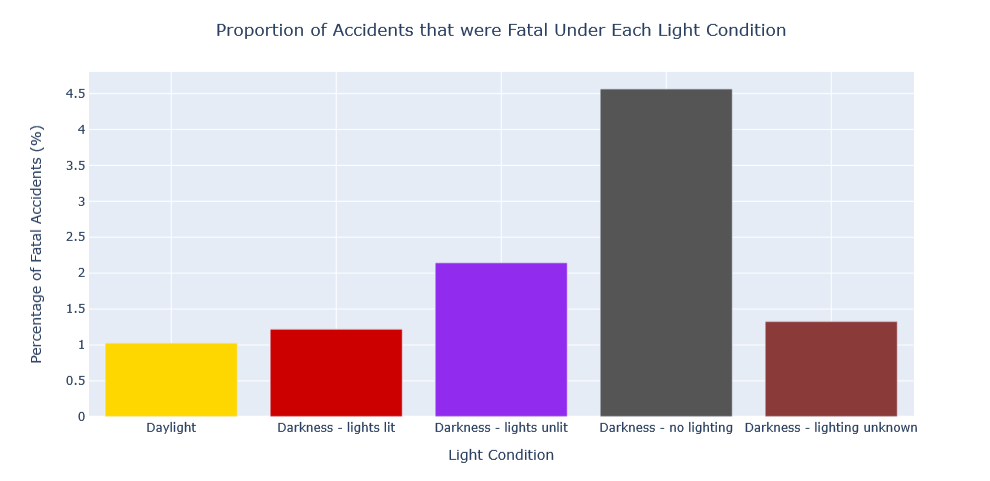 Proportion of Accidents that were Fatal Under Each Light Condition
Percentage of Fatal Accidents (%)
4.5
4
3.5
3
2.5
2
1.5
1
0.5
0
Daylight
Darkness - lights lit
Darkness - lights unlit
Darkness - no lighting
Darkness - lighting unknown
Light Condition